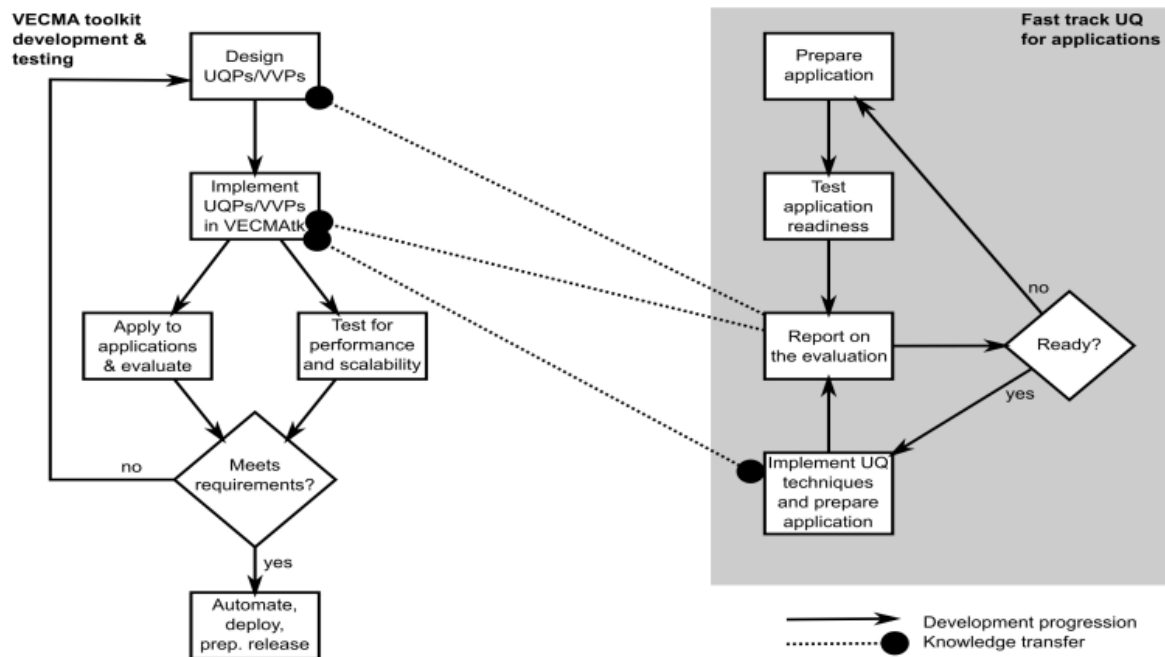 VECMA toolkit
development &
testing
Design
UQPs/VVPs
Implement
UQPs/VVPs
in VECMAtk
Apply to
applications
& evaluate
Test for
performance
and scalability
no
Meets
requirements?
yes
Automate,
deploy,
prep. release
Fast track UQ
for applications
Prepare
application
Test
application
readiness
Report on
the evaluation
no
Ready?
yes
Implement UQ
techniques
and prepare
application
Development progression
Knowledge transfer